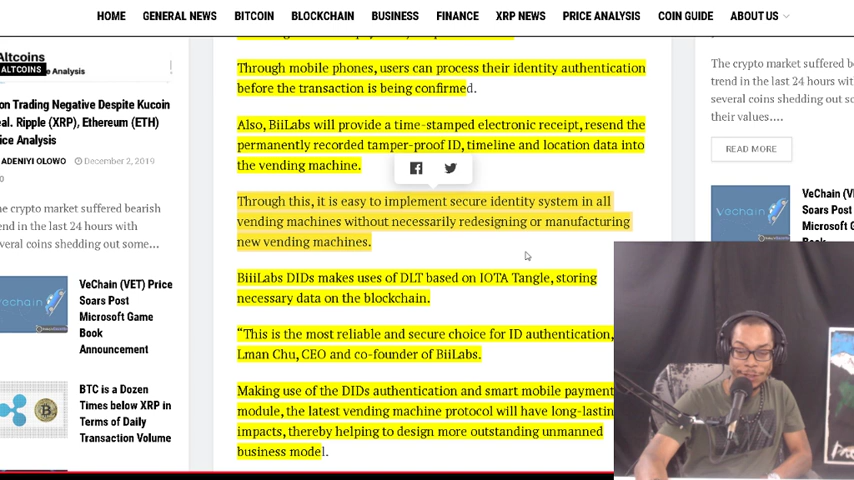 HOME GENERAL NEWS BITCOIN BLOCKCHAIN BUSINESS FINANCE XRP NEWS PRICE ANALYSIS COIN GUIDE ABOUT US
Altcoins
ALTCOINS
e Analysis
on Trading Negative Despite Kucoin
eal. Ripple (XRP), Ethereum (ETH)
ice Analysis
ADENIYI OLOWO December 2, 2019
0
he crypto market suffered bearish
end in the last 24 hours with
everal coins shedding out some...
vechain
VeChain (VET) Price
Soars Post
Microsoft Game
Book
Announcement
BTC is a Dozen
Times below XRP in
Terms of Daily
Transaction Volume
Through mobile phones, users can process their identity authentication
before the transaction is being confirmed.
Also, BiiLabs will provide a time-stamped electronic receipt, resend the
permanently recorded tamper-proof ID, timeline and location data into
the vending machine.
Through this, it is easy to implement secure identity system in all
vending machines without necessarily redesigning or manufacturing
new vending machines.
BiiiLabs DIDs makes uses of DLT based on IOTA Tangle, storing
necessary data on the blockchain.
“This is the most reliable and secure choice for ID authentication,
Lman Chu, CEO and co-founder of BiiLabs.
Making use of the DIDs authentication and smart mobile payment
module, the latest vending machine protocol will have long-lastin
impacts, thereby helping to design more outstanding unmanned
business model.
The crypto market suffered be
trend in the last 24 hours with
several coins shedding out so
their values....
READ MORE
vechain
VeChain (V
Soars Post
Microsoft G
Book